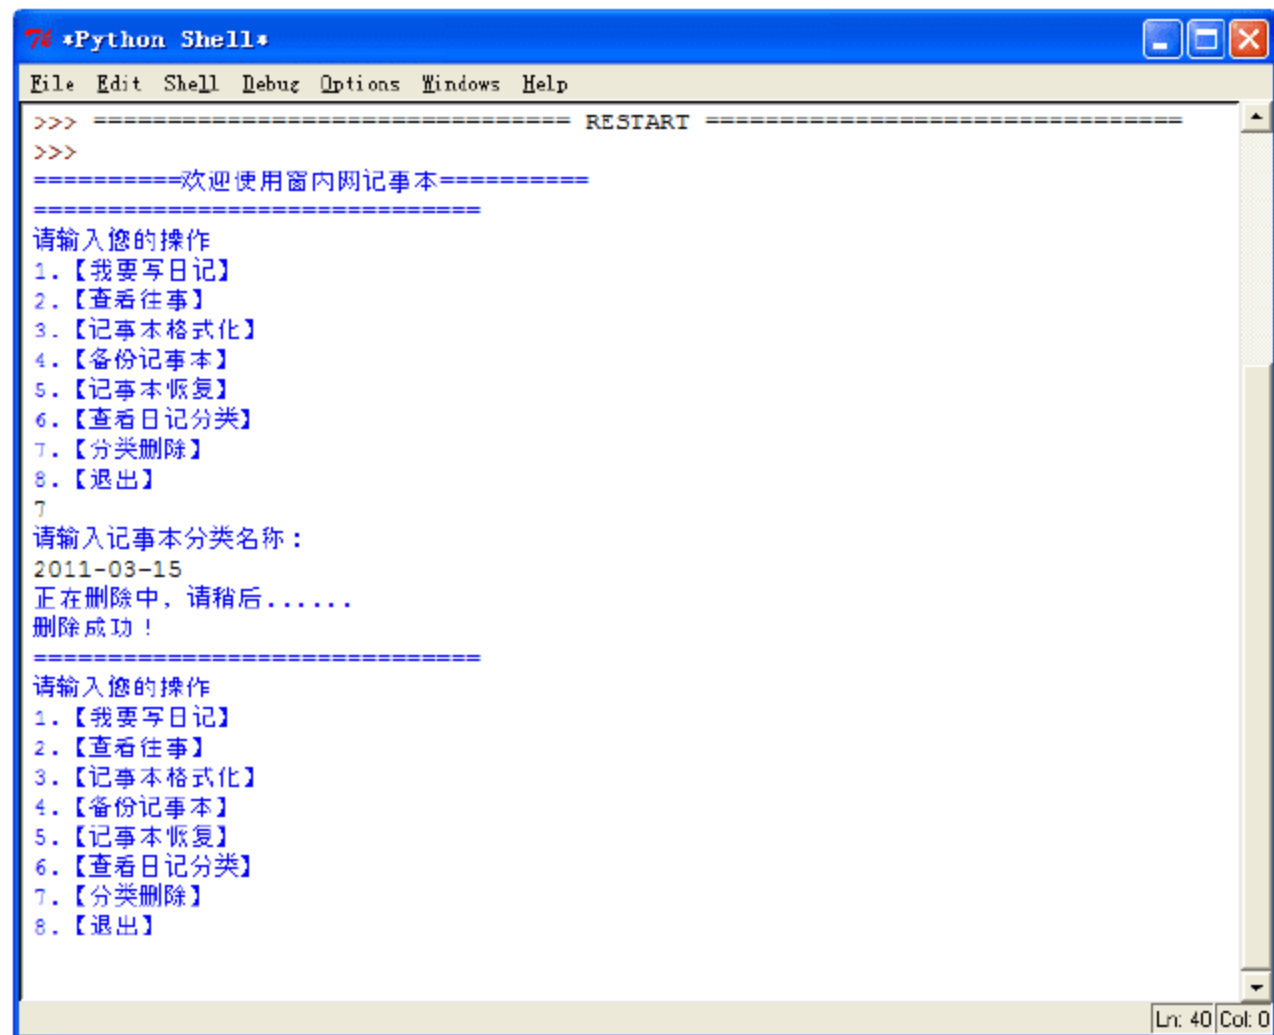 *Python Shell*
File Edit Shell Debug Options Windows Help
>>> ================================ RESTART ================================
>>>
==========欢迎使用窗内网记事本==========
==============================
请输入您的操作
1.【我要写日记】
2.【查看往事】
3.【记事本格式化】
4.【备份记事本】
5.【记事本恢复】
6.【查看日记分类】
7.【分类删除】
8.【退出】
7
请输入记事本分类名称：
2011-03-15
正在删除中，请稍后......
删除成功！
==============================
请输入您的操作
1.【我要写日记】
2.【查看往事】
3.【记事本格式化】
4.【备份记事本】
5.【记事本恢复】
6.【查看日记分类】
7.【分类删除】
8.【退出】
Ln: 40 Col: 0